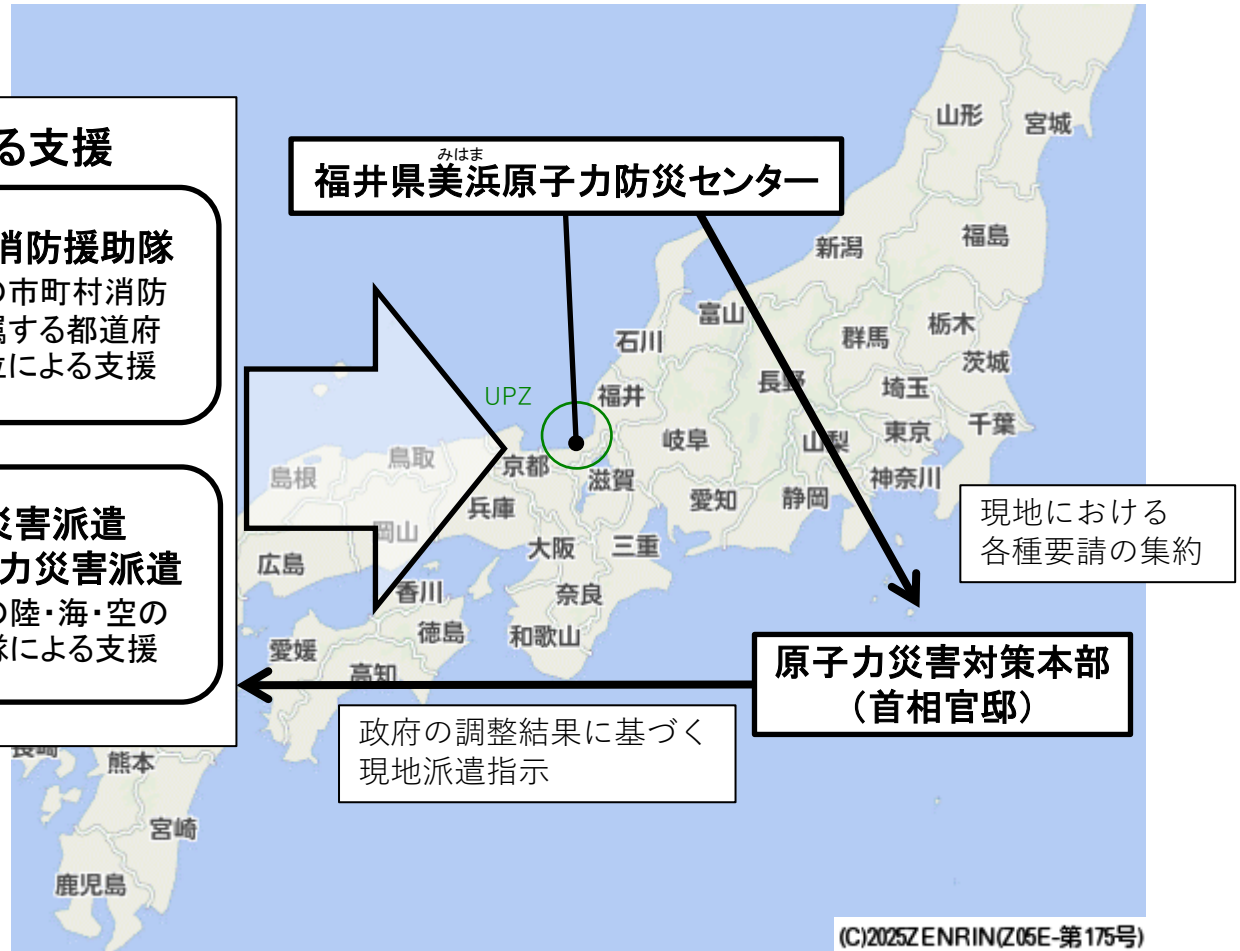 る支援
消防援助隊
の市町村消防
属する都道府
位による支援
災害派遣
力災害派遣
の陸・海・空の
隊による支援
みはま
福井県美浜原子力防災センター
UPZ
現地における
各種要請の集約
原子力災害対策本部
（首相官邸）
政府の調整結果に基づく
現地派遣指示
山形
宮城
新潟
福島
富山
石川
群馬
栃木
茨城
福井
長野
埼玉
岐阜
山梨
東京
千葉
鳥取
京都
滋賀
神奈川
島根
兵庫
愛知
静岡
岡山
大阪
三重
広島
香川
奈良
徳島
和歌山
愛媛
高知
長崎
熊本
宮崎
鹿児島
(C)2025ZENRIN(Z05E-第175号)